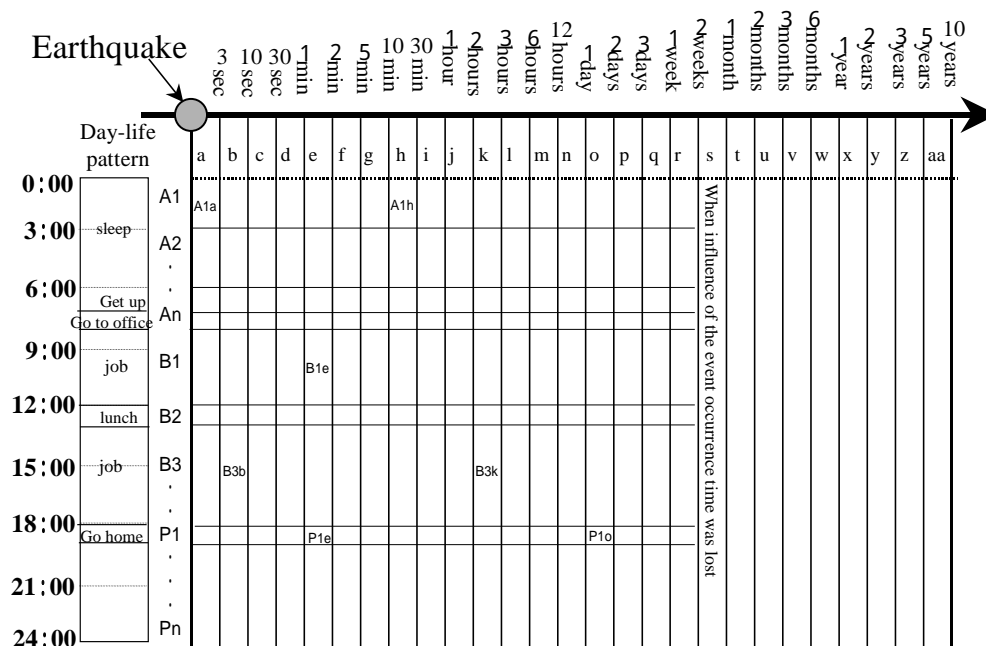 Earthquake
3 sec
10 sec
30 sec
1 min
2 min
5 min
10 min
30 min
1 hour
2 hours
3 hours
6 hours
12 hours
1 day
2 days
3 days
1 week
2 weeks
1 month
2 months
3 months
6 months
1 year
2 years
3 years
5 years
10 years
Day-life
pattern
a b c d e f g h i j k l m n o p q r s t u v w x y z aa
0:00
A1
A1a A1h
sleep
3:00
A2
6:00
Get up
An
Go to office
9:00
job
B1
B1e
12:00
lunch
B2
15:00
job
B3
B3b B3k
18:00
Go home
P1
P1e P1o
21:00
Pn
24:00
When influence of the event occurrence time was lost